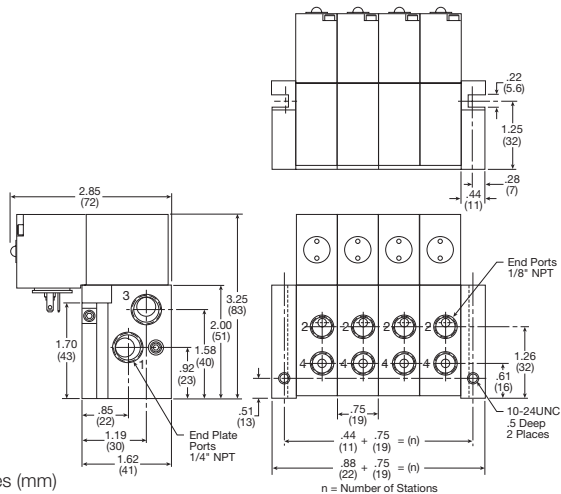 .22
(5.6)
1.25
(32)
.28
(7)
.44
(11)
2.85
(72)
3
1
1.70
(43)
.92
(23)
1.58
(40)
2.00
(51)
3.25
(83)
.85
(22)
1.19
(30)
1.62
(41)
End Plate
Ports
1/4" NPT
End Ports
1/8" NPT
2 2 2 2
4 4 4 4
1.26
(32)
.61
(16)
.51
(13)
.75
(19)
10-24UNC
.5 Deep
2 Places
.44 + .75 = (n)
(11) (19)
.88 + .75 = (n)
(22) (19)
n = Number of Stations
es (mm)